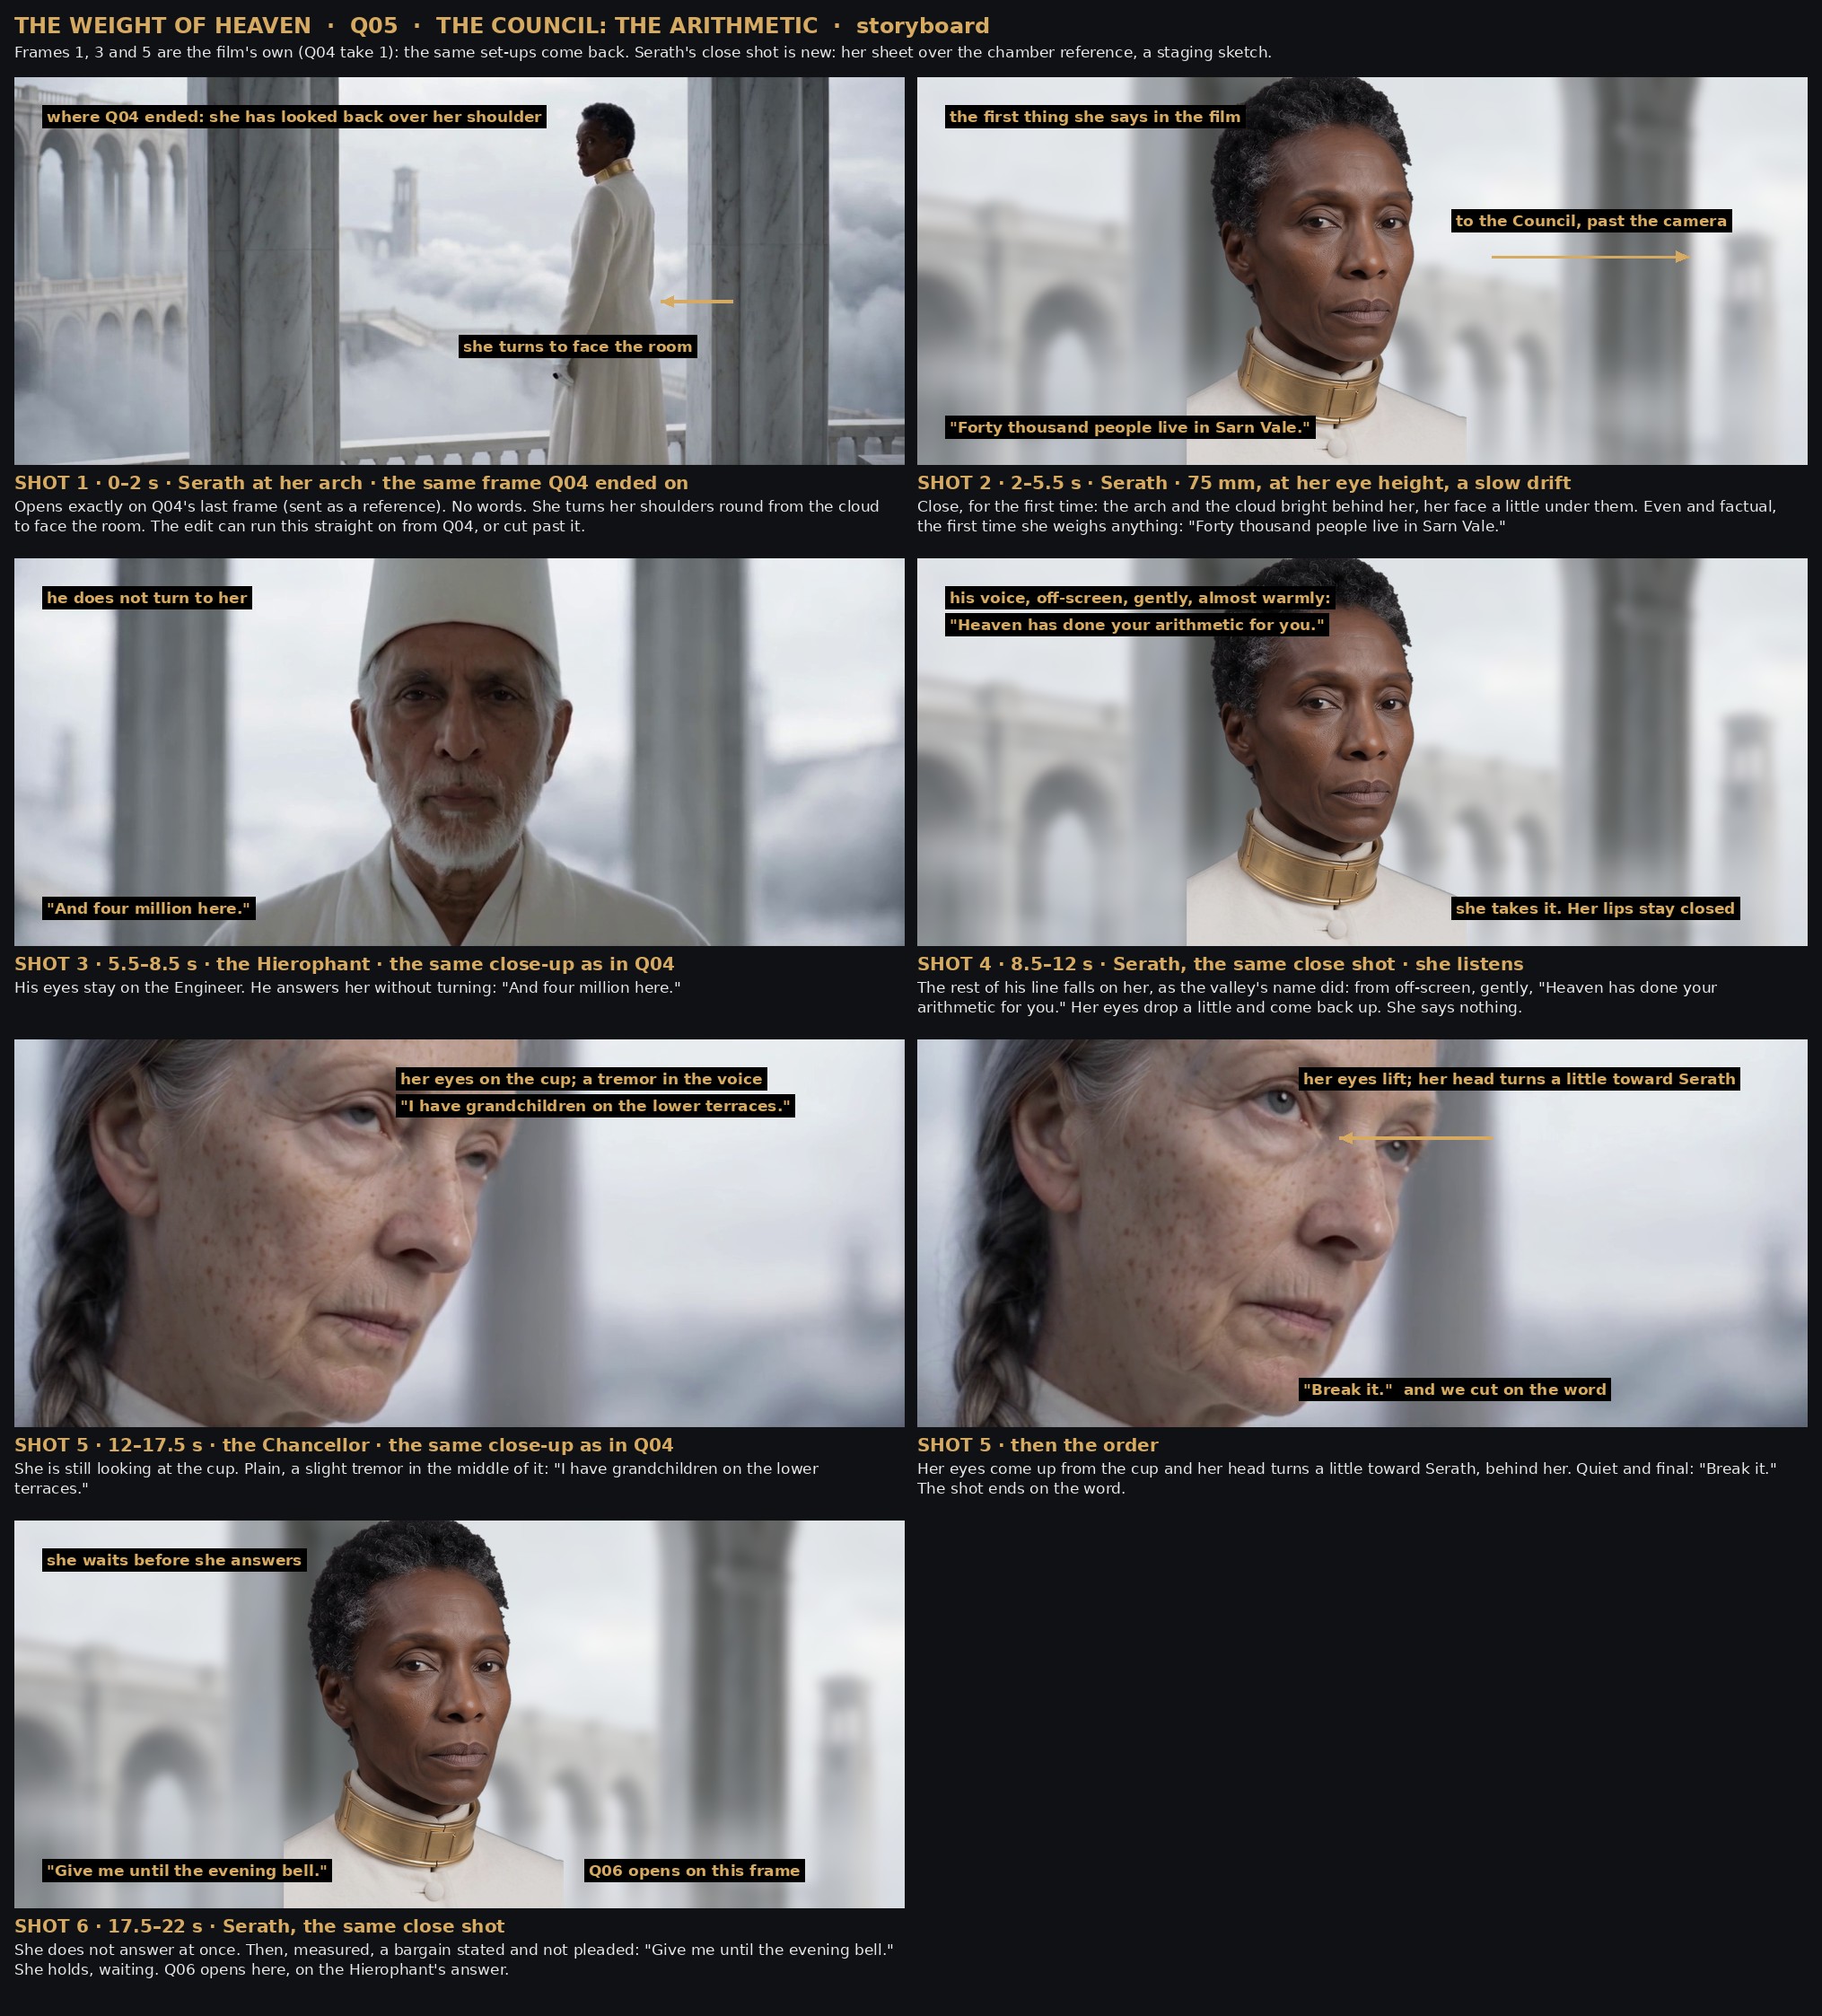 THE WEIGHT OF HEAVEN · Q05 · THE COUNCIL: THE ARITHMETIC · storyboard
Frames 1, 3 and 5 are the film's own (Q04 take 1): the same set-ups come back. Serath's close shot is new: her sheet over the chamber reference, a staging sketch.
where Q04 ended: she has looked back over her shoulder
she turns to face the room
SHOT 1 · 0–2 s · Serath at her arch · the same frame Q04 ended on
Opens exactly on Q04's last frame (sent as a reference). No words. She turns her shoulders round from the cloud
to face the room. The edit can run this straight on from Q04, or cut past it.
the first thing she says in the film
to the Council, past the camera
"Forty thousand people live in Sarn Vale."
SHOT 2 · 2–5.5 s · Serath · 75 mm, at her eye height, a slow drift
Close, for the first time: the arch and the cloud bright behind her, her face a little under them. Even and factual,
the first time she weighs anything: "Forty thousand people live in Sarn Vale."
he does not turn to her
"And four million here."
SHOT 3 · 5.5–8.5 s · the Hierophant · the same close-up as in Q04
His eyes stay on the Engineer. He answers her without turning: "And four million here."
his voice, off-screen, gently, almost warmly:
"Heaven has done your arithmetic for you."
she takes it. Her lips stay closed
SHOT 4 · 8.5–12 s · Serath, the same close shot · she listens
The rest of his line falls on her, as the valley's name did: from off-screen, gently, "Heaven has done your
arithmetic for you." Her eyes drop a little and come back up. She says nothing.
her eyes on the cup; a tremor in the voice
"I have grandchildren on the lower terraces."
SHOT 5 · 12–17.5 s · the Chancellor · the same close-up as in Q04
She is still looking at the cup. Plain, a slight tremor in the middle of it: "I have grandchildren on the lower
terraces."
her eyes lift; her head turns a little toward Serath
"Break it." and we cut on the word
SHOT 5 · then the order
Her eyes come up from the cup and her head turns a little toward Serath, behind her. Quiet and final: "Break it."
The shot ends on the word.
she waits before she answers
"Give me until the evening bell."
Q06 opens on this frame
SHOT 6 · 17.5–22 s · Serath, the same close shot
She does not answer at once. Then, measured, a bargain stated and not pleaded: "Give me until the evening bell."
She holds, waiting. Q06 opens here, on the Hierophant's answer.